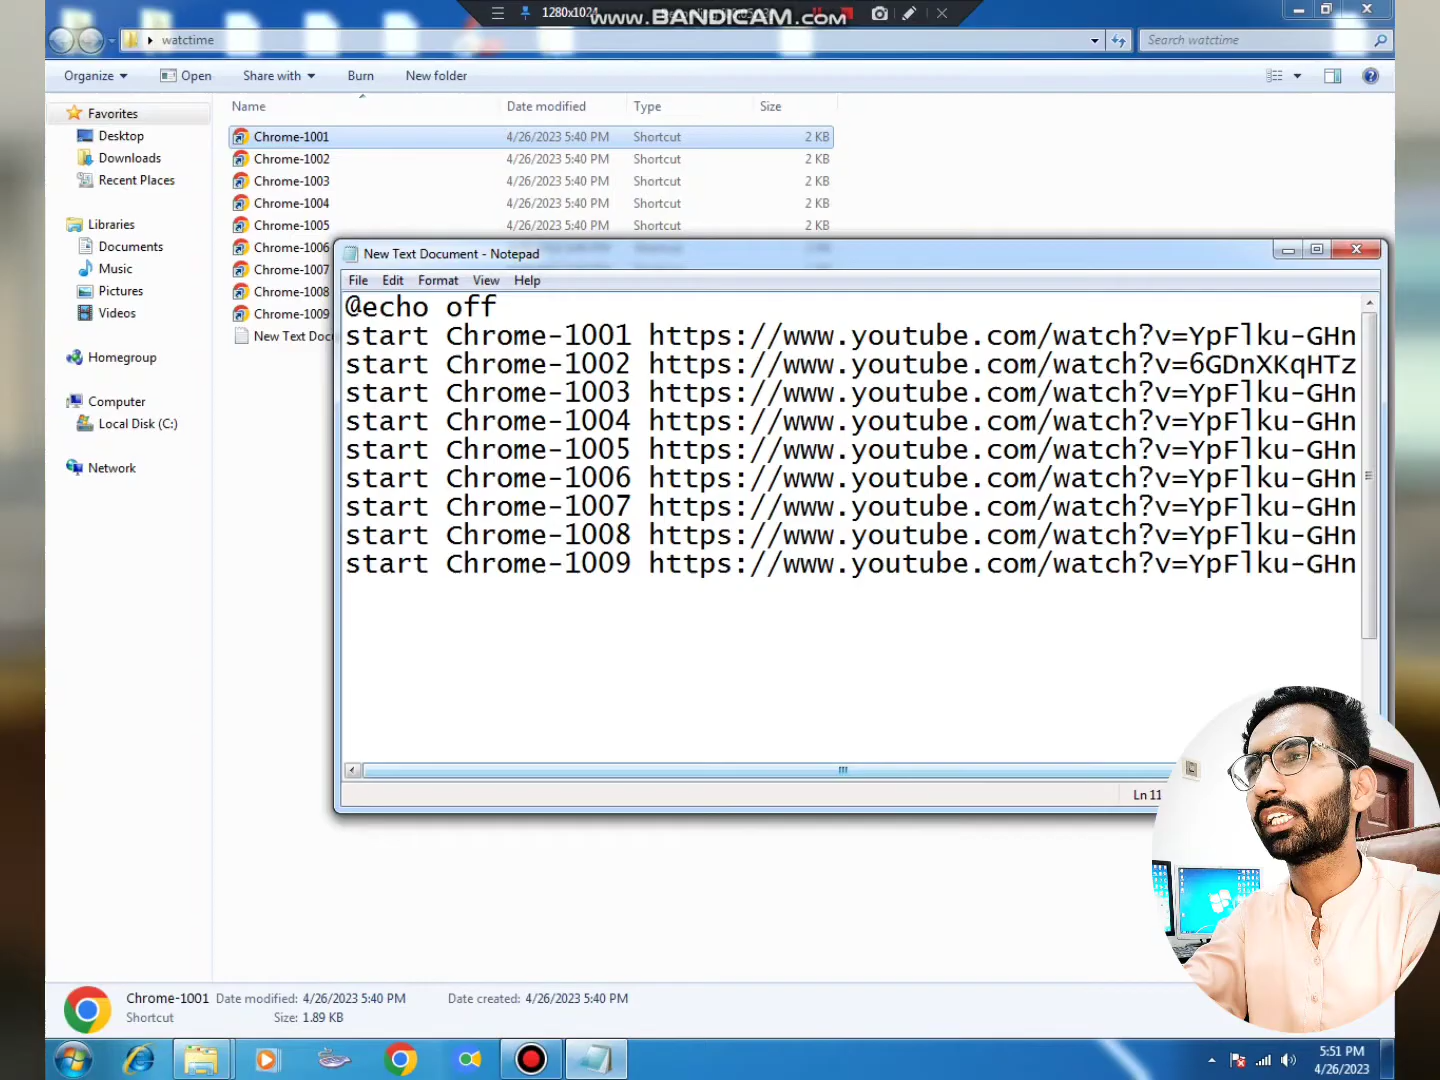 1280x1024
www.BANDICAM.com
watctime
Search watctime
Organize
Open
Share with
Burn
New folder
Favorites
Desktop
Downloads
Recent Places
Libraries
Documents
Music
Pictures
Videos
Homegroup
Computer
Local Disk (C:)
Network
Name
Date modified
Type
Size
Chrome-1001 4/26/2023 5:40 PM Shortcut 2 KB
Chrome-1002 4/26/2023 5:40 PM Shortcut 2 KB
Chrome-1003 4/26/2023 5:40 PM Shortcut 2 KB
Chrome-1004 4/26/2023 5:40 PM Shortcut 2 KB
Chrome-1005 4/26/2023 5:40 PM Shortcut 2 KB
Chrome-1006
Chrome-1007
Chrome-1008
Chrome-1009
New Text Doc
New Text Document - Notepad
File Edit Format View Help
@echo off
start Chrome-1001 https://www.youtube.com/watch?v=YpFlku-GHn
start Chrome-1002 https://www.youtube.com/watch?v=6GDnXKqHTz
start Chrome-1003 https://www.youtube.com/watch?v=YpFlku-GHn
start Chrome-1004 https://www.youtube.com/watch?v=YpFlku-GHn
start Chrome-1005 https://www.youtube.com/watch?v=YpFlku-GHn
start Chrome-1006 https://www.youtube.com/watch?v=YpFlku-GHn
start Chrome-1007 https://www.youtube.com/watch?v=YpFlku-GHn
start Chrome-1008 https://www.youtube.com/watch?v=YpFlku-GHn
start Chrome-1009 https://www.youtube.com/watch?v=YpFlku-GHn
Ln 11
Chrome-1001 Date modified: 4/26/2023 5:40 PM Date created: 4/26/2023 5:40 PM
Shortcut Size: 1.89 KB
5:51 PM
4/26/2023